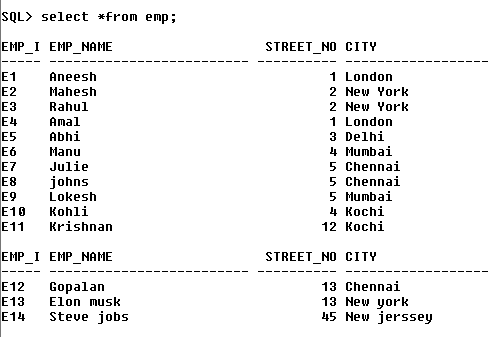 SQL> select *from emp;
EMP_I EMP_NAME STREET_NO CITY
----- ------------------------- ---------- ------------------
E1 Aneesh 1 London
E2 Mahesh 2 New York
E3 Rahul 2 New York
E4 Amal 1 London
E5 Abhi 3 Delhi
E6 Manu 4 Mumbai
E7 Julie 5 Chennai
E8 johns 5 Chennai
E9 Lokesh 5 Mumbai
E10 Kohli 4 Kochi
E11 Krishnan 12 Kochi
EMP_I EMP_NAME STREET_NO CITY
----- ------------------------- ---------- ------------------
E12 Gopalan 13 Chennai
E13 Elon musk 13 New york
E14 Steve jobs 45 New jerssey